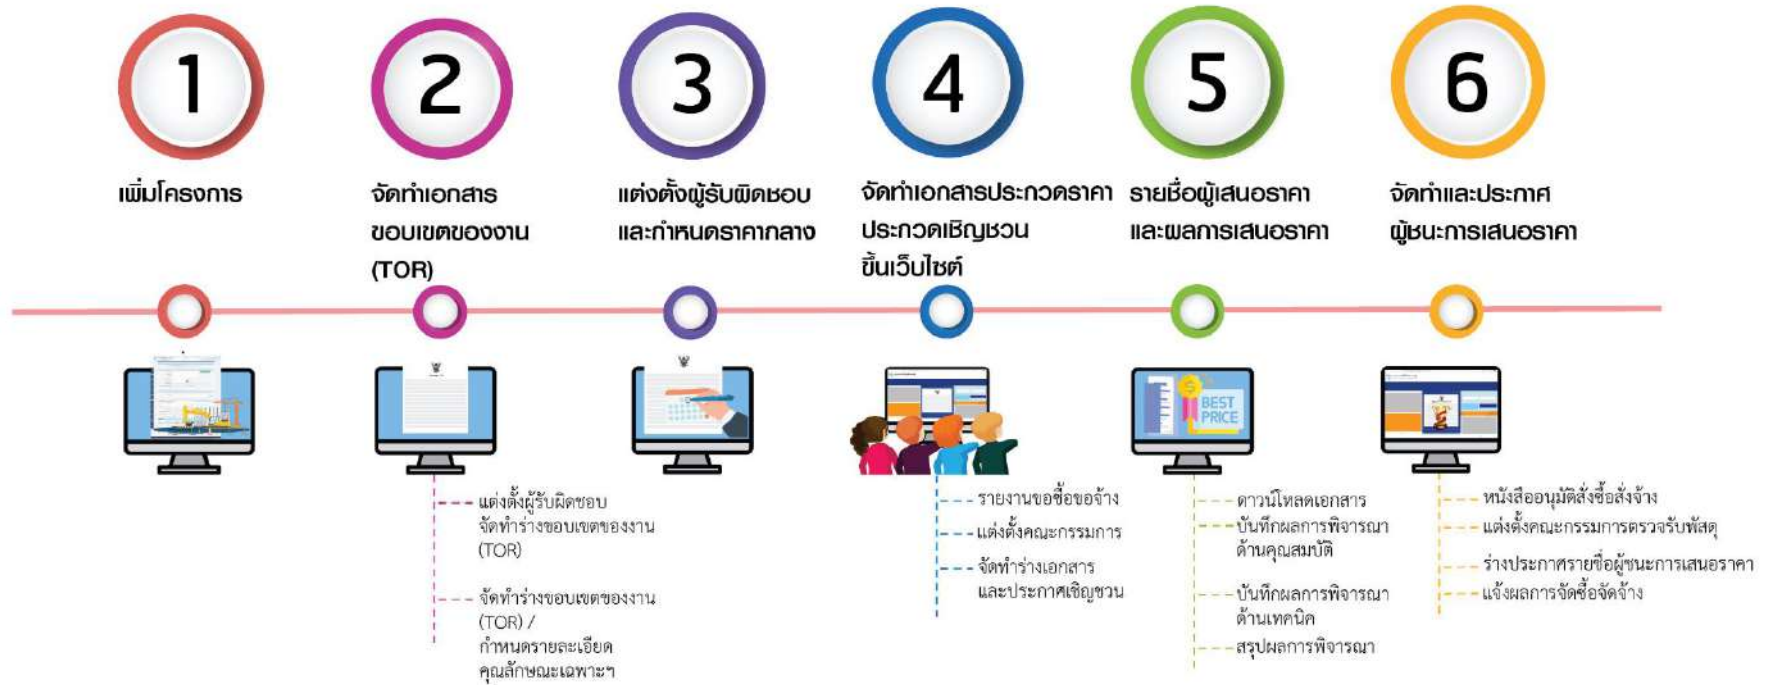 1
เพิ่มโครงการ
2
จัดทำเอกสาร
ขอบเขตของงาน
(TOR)
3
แต่งตั้งผู้รับผิดชอบ
และกำหนดราคากลาง
4
จัดทำเอกสารประกวดราคา
ประกวดเชิญชวน
ขึ้นเว็บไซต์
5
รายชื่อผู้เสนอราคา
และผลการเสนอราคา
6
จัดทำและประกาศ
ผู้ชนะการเสนอราคา
แต่งตั้งผู้รับผิดชอบ
จัดทำร่างขอบเขตของงาน
(TOR)
จัดทำร่างขอบเขตของงาน
(TOR) /
กำหนดรายละเอียด
คุณลักษณะเฉพาะฯ
รายงานขอซื้อขอจ้าง
แต่งตั้งคณะกรรมการ
จัดทำร่างเอกสาร
และประกาศเชิญชวน
BEST
PRICE
ดาวน์โหลดเอกสาร
บันทึกผลการพิจารณา
ด้านคุณสมบัติ
บันทึกผลการพิจารณา
ด้านเทคนิค
สรุปผลการพิจารณา
หนังสืออนุมัติสั่งซื้อสั่งจ้าง
แต่งตั้งคณะกรรมการตรวจรับพัสดุ
ร่างประกาศรายชื่อผู้ชนะการเสนอราคา
แจ้งผลการจัดซื้อจัดจ้าง